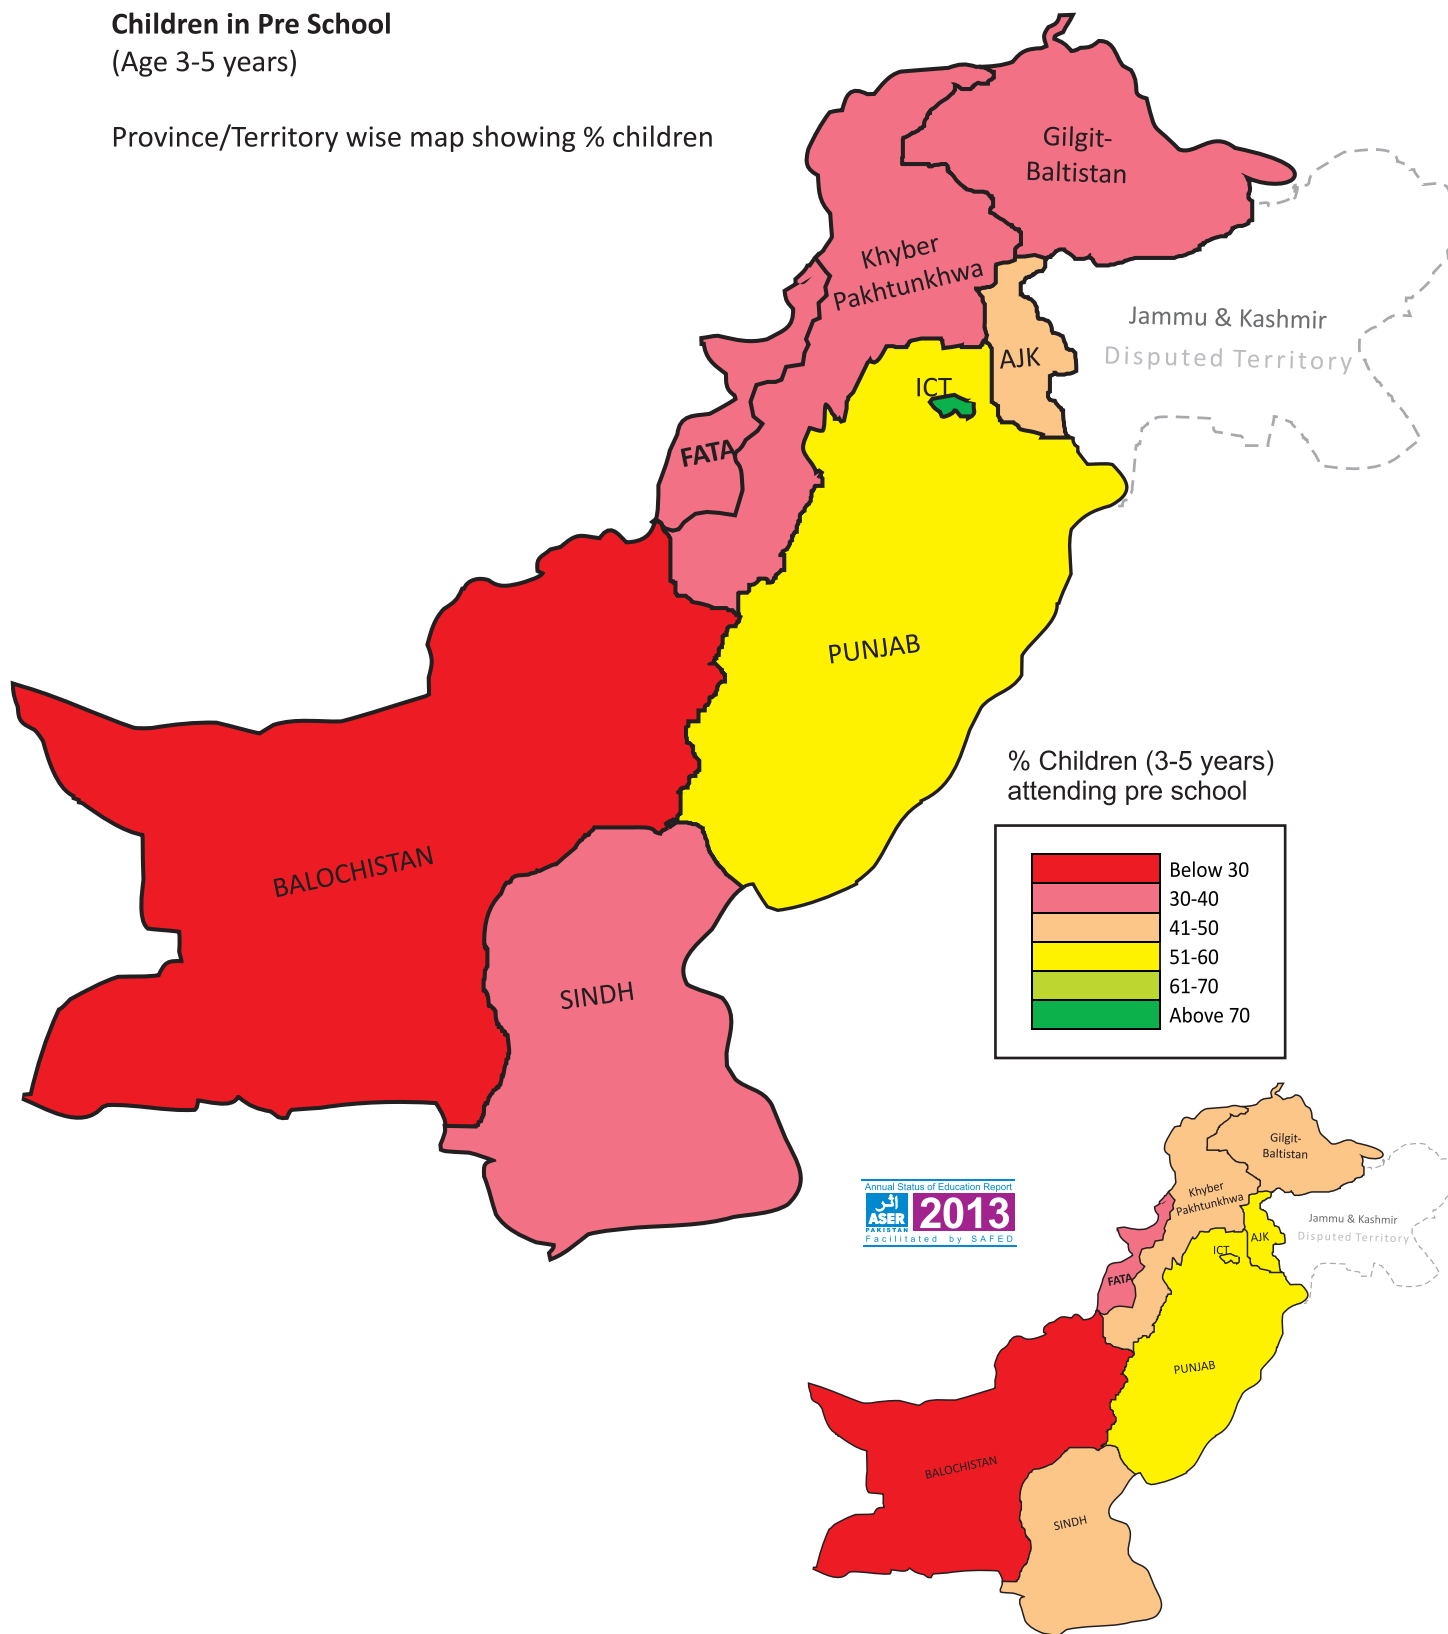 Children in Pre School
(Age 3-5 years)
Province/Territory wise map showing % children
Gilgit-
Baltistan
Khyber
Pakhtunkhwa
Jammu & Kashmir
Disputed Territory
AJK
ICT
FATA
PUNJAB
BALOCHISTAN
SINDH
% Children (3-5 years)
attending pre school
Below 30
30-40
41-50
51-60
61-70
Above 70
Annual Status of Education Report
اثر
ASER
PAKISTAN
2013
Facilitated by SAFED
Gilgit-
Baltistan
Khyber
Pakhtunkhwa
Jammu & Kashmir
Disputed Territory
AJK
ICT
FATA
PUNJAB
BALOCHISTAN
SINDH